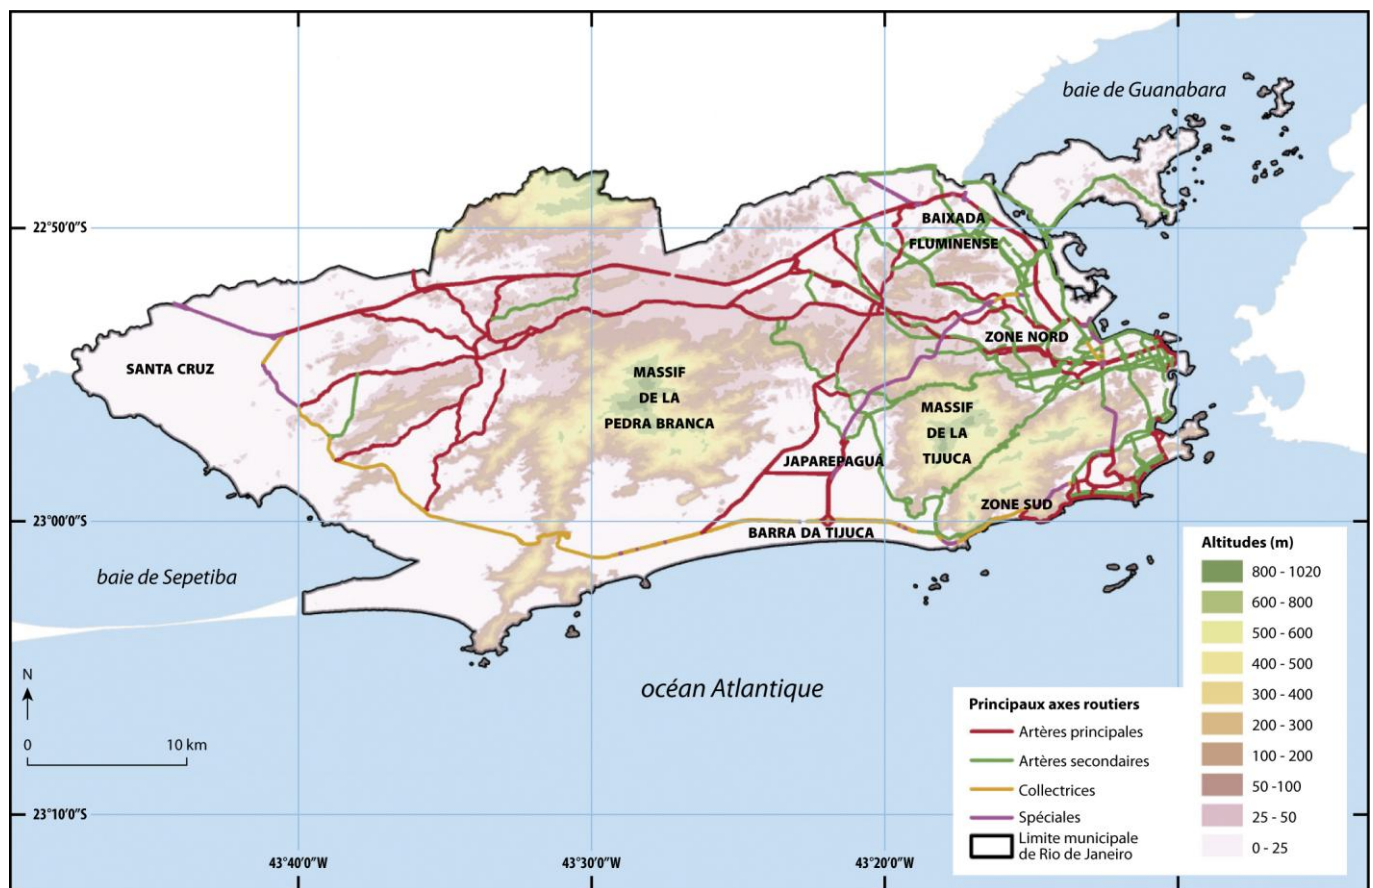 baie de Guanabara
22°50'0"S
BAIXADA
FLUMINENSE
ZONE NORD
SANTA CRUZ
MASSIF
DE LA
PEDRA BRANCA
MASSIF
DE LA
TIJUCA
JAPAREPAGUÁ
ZONE SUD
23°00'0"S
BARRA DA TIJUCA
baie de Sepetiba
océan Atlantique
N
0 10 km
23°10'0"S
43°40'0"W
43°30'0"W
43°20'0"W
Principaux axes routiers
Artères principales
Artères secondaires
Collectrices
Spéciales
Limite municipale
de Rio de Janeiro
Altitudes (m)
800 - 1020
600 - 800
500 - 600
400 - 500
300 - 400
200 - 300
100 - 200
50 -100
25 - 50
0 - 25